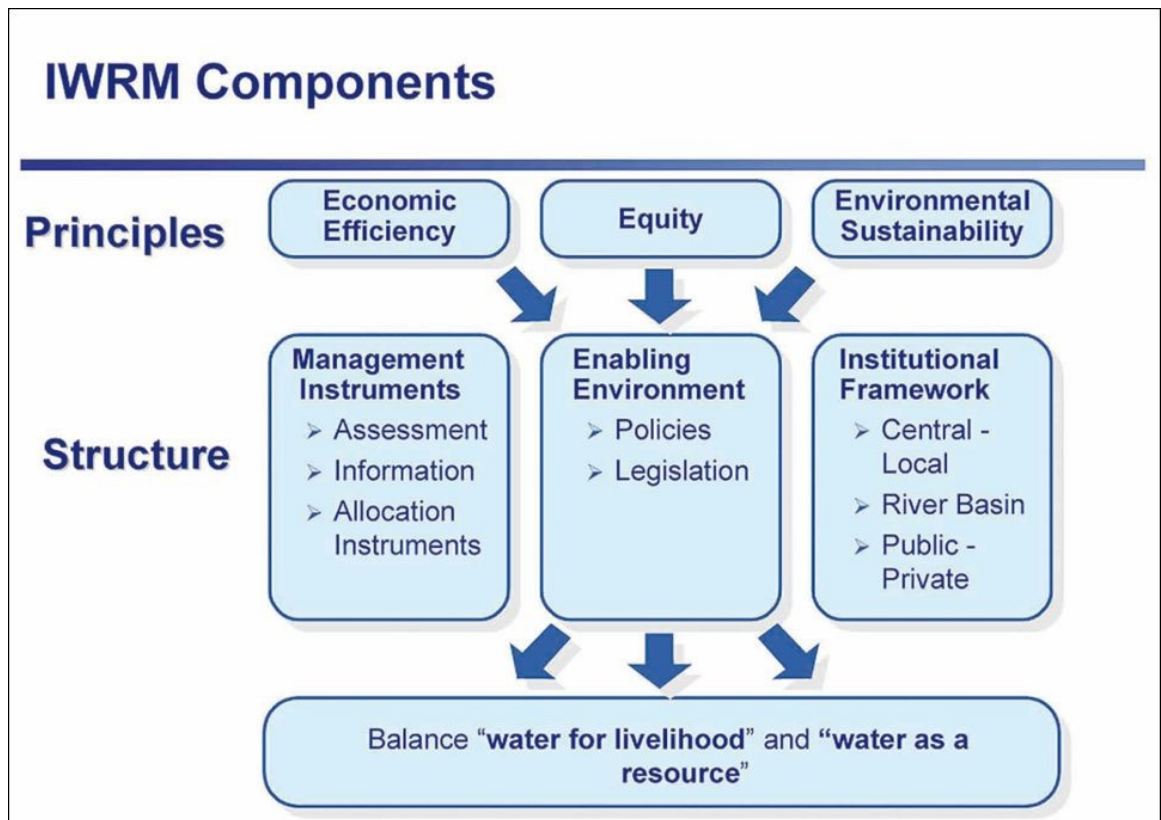 IWRM Components
Principles
Economic
Efficiency
Equity
Environmental
Sustainability
Structure
Management
Instruments
➢ Assessment
➢ Information
➢ Allocation
Instruments
Enabling
Environment
➢ Policies
➢ Legislation
Institutional
Framework
➢ Central -
Local
➢ River Basin
➢ Public -
Private
Balance “water for livelihood” and “water as a
resource”